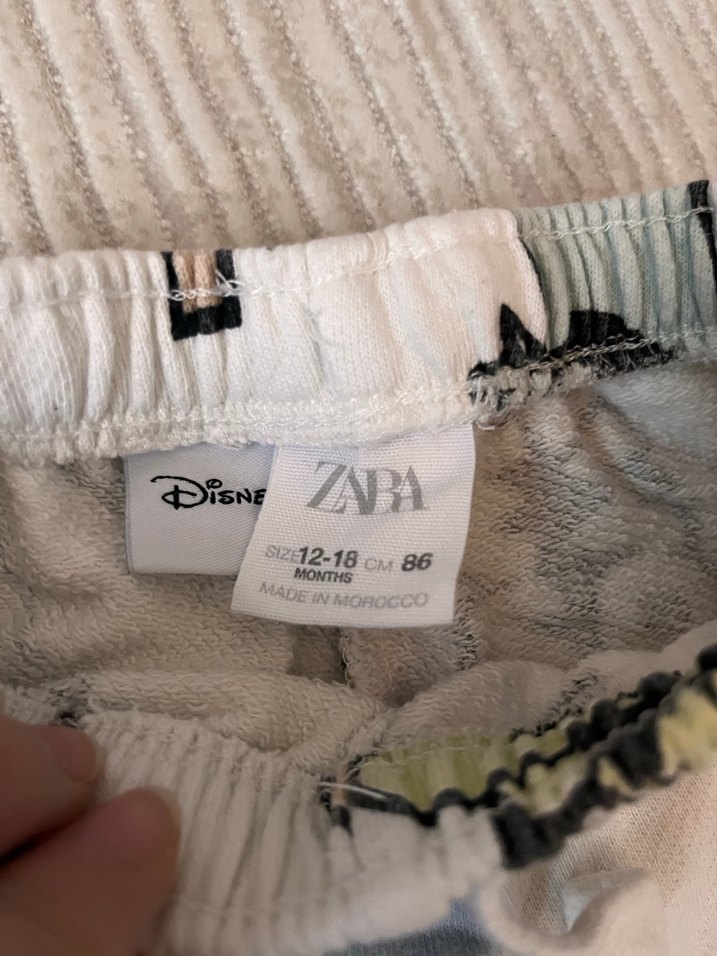 DISNE
ZARA
SIZE 12-18 CM 86
MONTHS
MADE IN MOROCCO